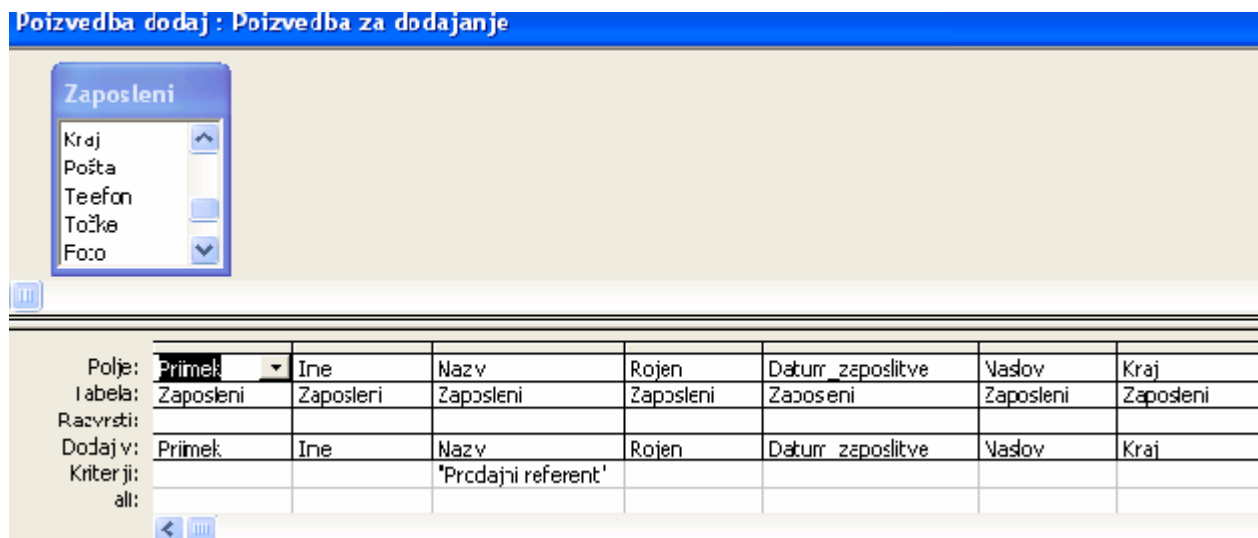 Poizvedba dodaj : Poizvedba za dodajanje
Zaposleni
Kraj
Pošta
Telefon
Točke
Foto
Polje: Priimek Ime Naziv Rojen Datum_zaposlitve Naslov Kraj
Tabela: Zaposleni Zaposleni Zaposleni Zaposleni Zaposleni Zaposleni Zaposleni
Razvrsti:
Dodaj v: Priimek Ime Naziv Rojen Datum_zaposlitve Naslov Kraj
Kriteriji: "Prodajni referent"
ali: